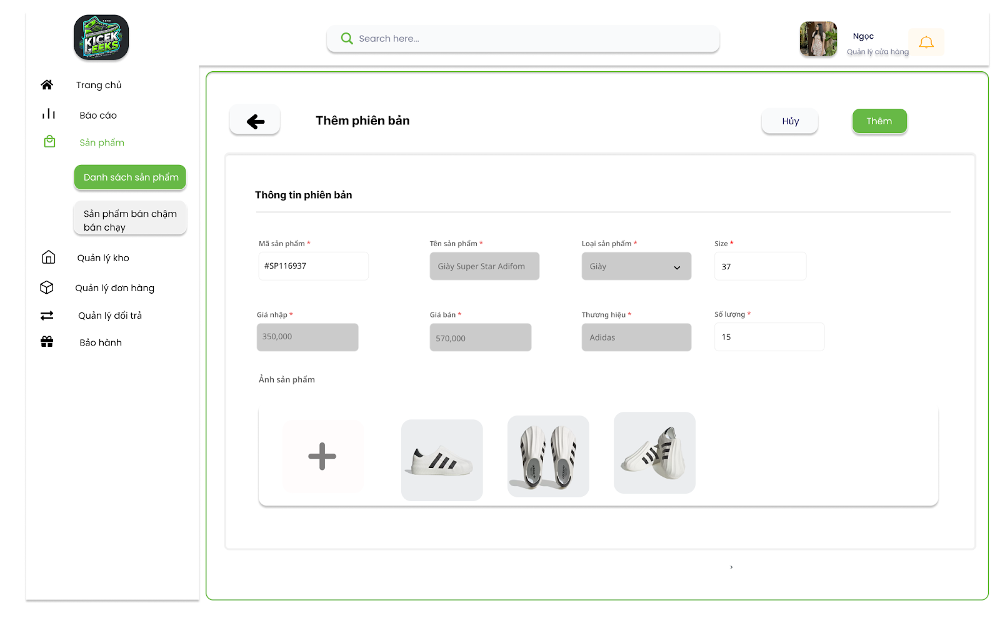 KICEK
GEEKS
Search here...
Ngọc
Quản lý cửa hàng
Trang chủ
Báo cáo
Sản phẩm
Danh sách sản phẩm
Sản phẩm bán chậm
bán chạy
Quản lý kho
Quản lý đơn hàng
Quản lý đổi trả
Bảo hành
Thêm phiên bản
Hủy
Thêm
Thông tin phiên bản
Mã sản phẩm *
Tên sản phẩm *
Loại sản phẩm *
Size *
#SP116937
Giày Super Star Adifom
Giày
37
Giá nhập *
Giá bán *
Thương hiệu *
Số lượng *
350,000
570,000
Adidas
15
Ảnh sản phẩm